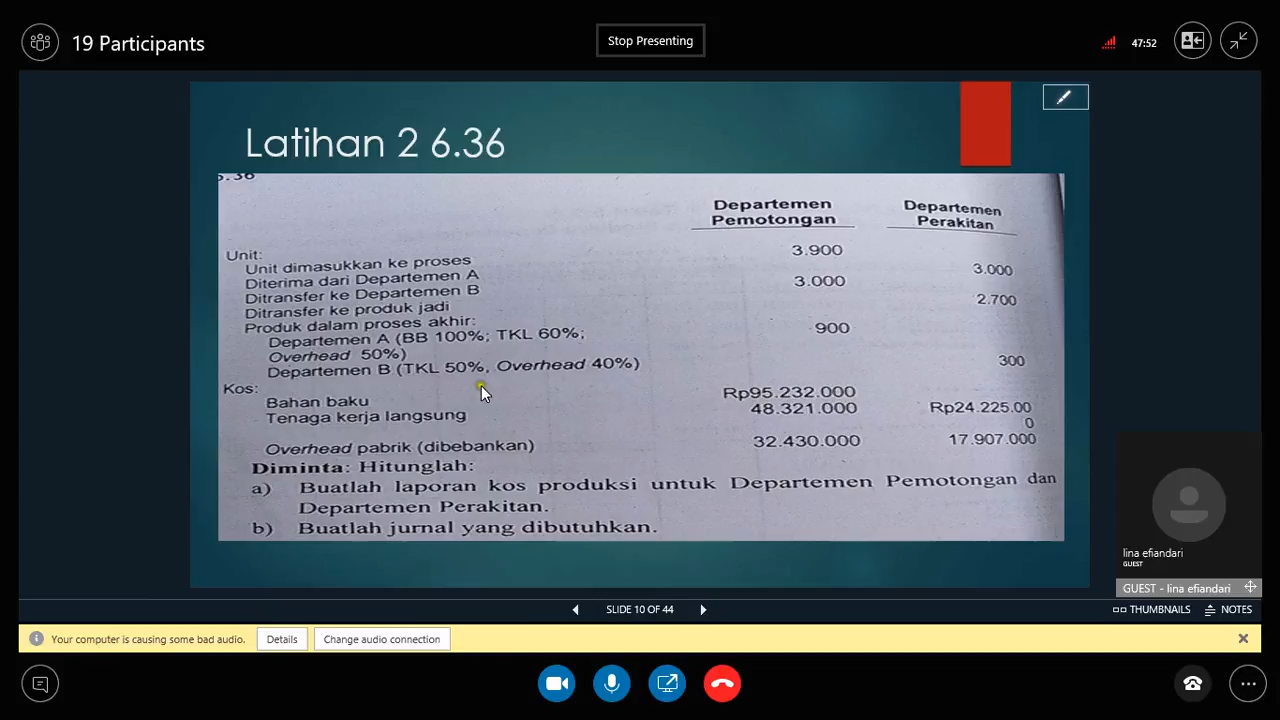 19 Participants
Stop Presenting
47:52
Latihan 2 6.36
6.36
Departemen Pemotongan
Departemen Perakitan
Unit:
Unit dimasukkan ke proses 3.900
Diterima dari Departemen A 3.000
Ditransfer ke Departemen B 3.000
Ditransfer ke produk jadi 2.700
Produk dalam proses akhir:
Departemen A (BB 100%; TKL 60%; 900
Overhead 50%)
Departemen B (TKL 50%, Overhead 40%) 300
Kos:
Bahan baku Rp95.232.000
Tenaga kerja langsung 48.321.000 Rp24.225.00
0
Overhead pabrik (dibebankan) 32.430.000 17.907.000
Diminta: Hitunglah:
a) Buatlah laporan kos produksi untuk Departemen Pemotongan dan
Departemen Perakitan.
b) Buatlah jurnal yang dibutuhkan.
lina efiandari
GUEST
GUEST - lina efiandari
SLIDE 10 OF 44
THUMBNAILS
NOTES
Your computer is causing some bad audio.
Details
Change audio connection